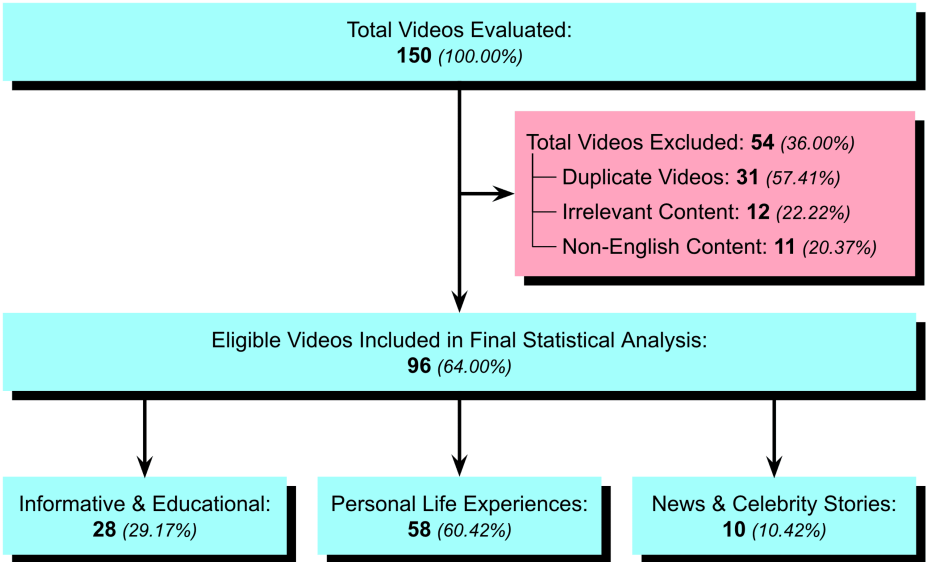 Total Videos Evaluated:
150 (100.00%)
Total Videos Excluded: 54 (36.00%)
Duplicate Videos: 31 (57.41%)
Irrelevant Content: 12 (22.22%)
Non-English Content: 11 (20.37%)
Eligible Videos Included in Final Statistical Analysis:
96 (64.00%)
Informative & Educational:
28 (29.17%)
Personal Life Experiences:
58 (60.42%)
News & Celebrity Stories:
10 (10.42%)